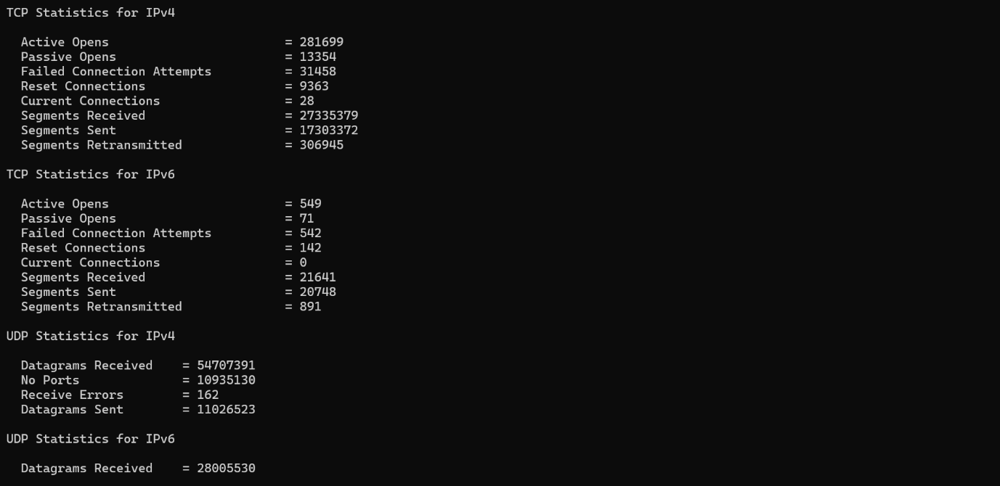 TCP Statistics for IPv4
Active Opens = 281699
Passive Opens = 13354
Failed Connection Attempts = 31458
Reset Connections = 9363
Current Connections = 28
Segments Received = 27335379
Segments Sent = 17303372
Segments Retransmitted = 306945
TCP Statistics for IPv6
Active Opens = 549
Passive Opens = 71
Failed Connection Attempts = 542
Reset Connections = 142
Current Connections = 0
Segments Received = 21641
Segments Sent = 20748
Segments Retransmitted = 891
UDP Statistics for IPv4
Datagrams Received = 54707391
No Ports = 10935130
Receive Errors = 162
Datagrams Sent = 11026523
UDP Statistics for IPv6
Datagrams Received = 28005530